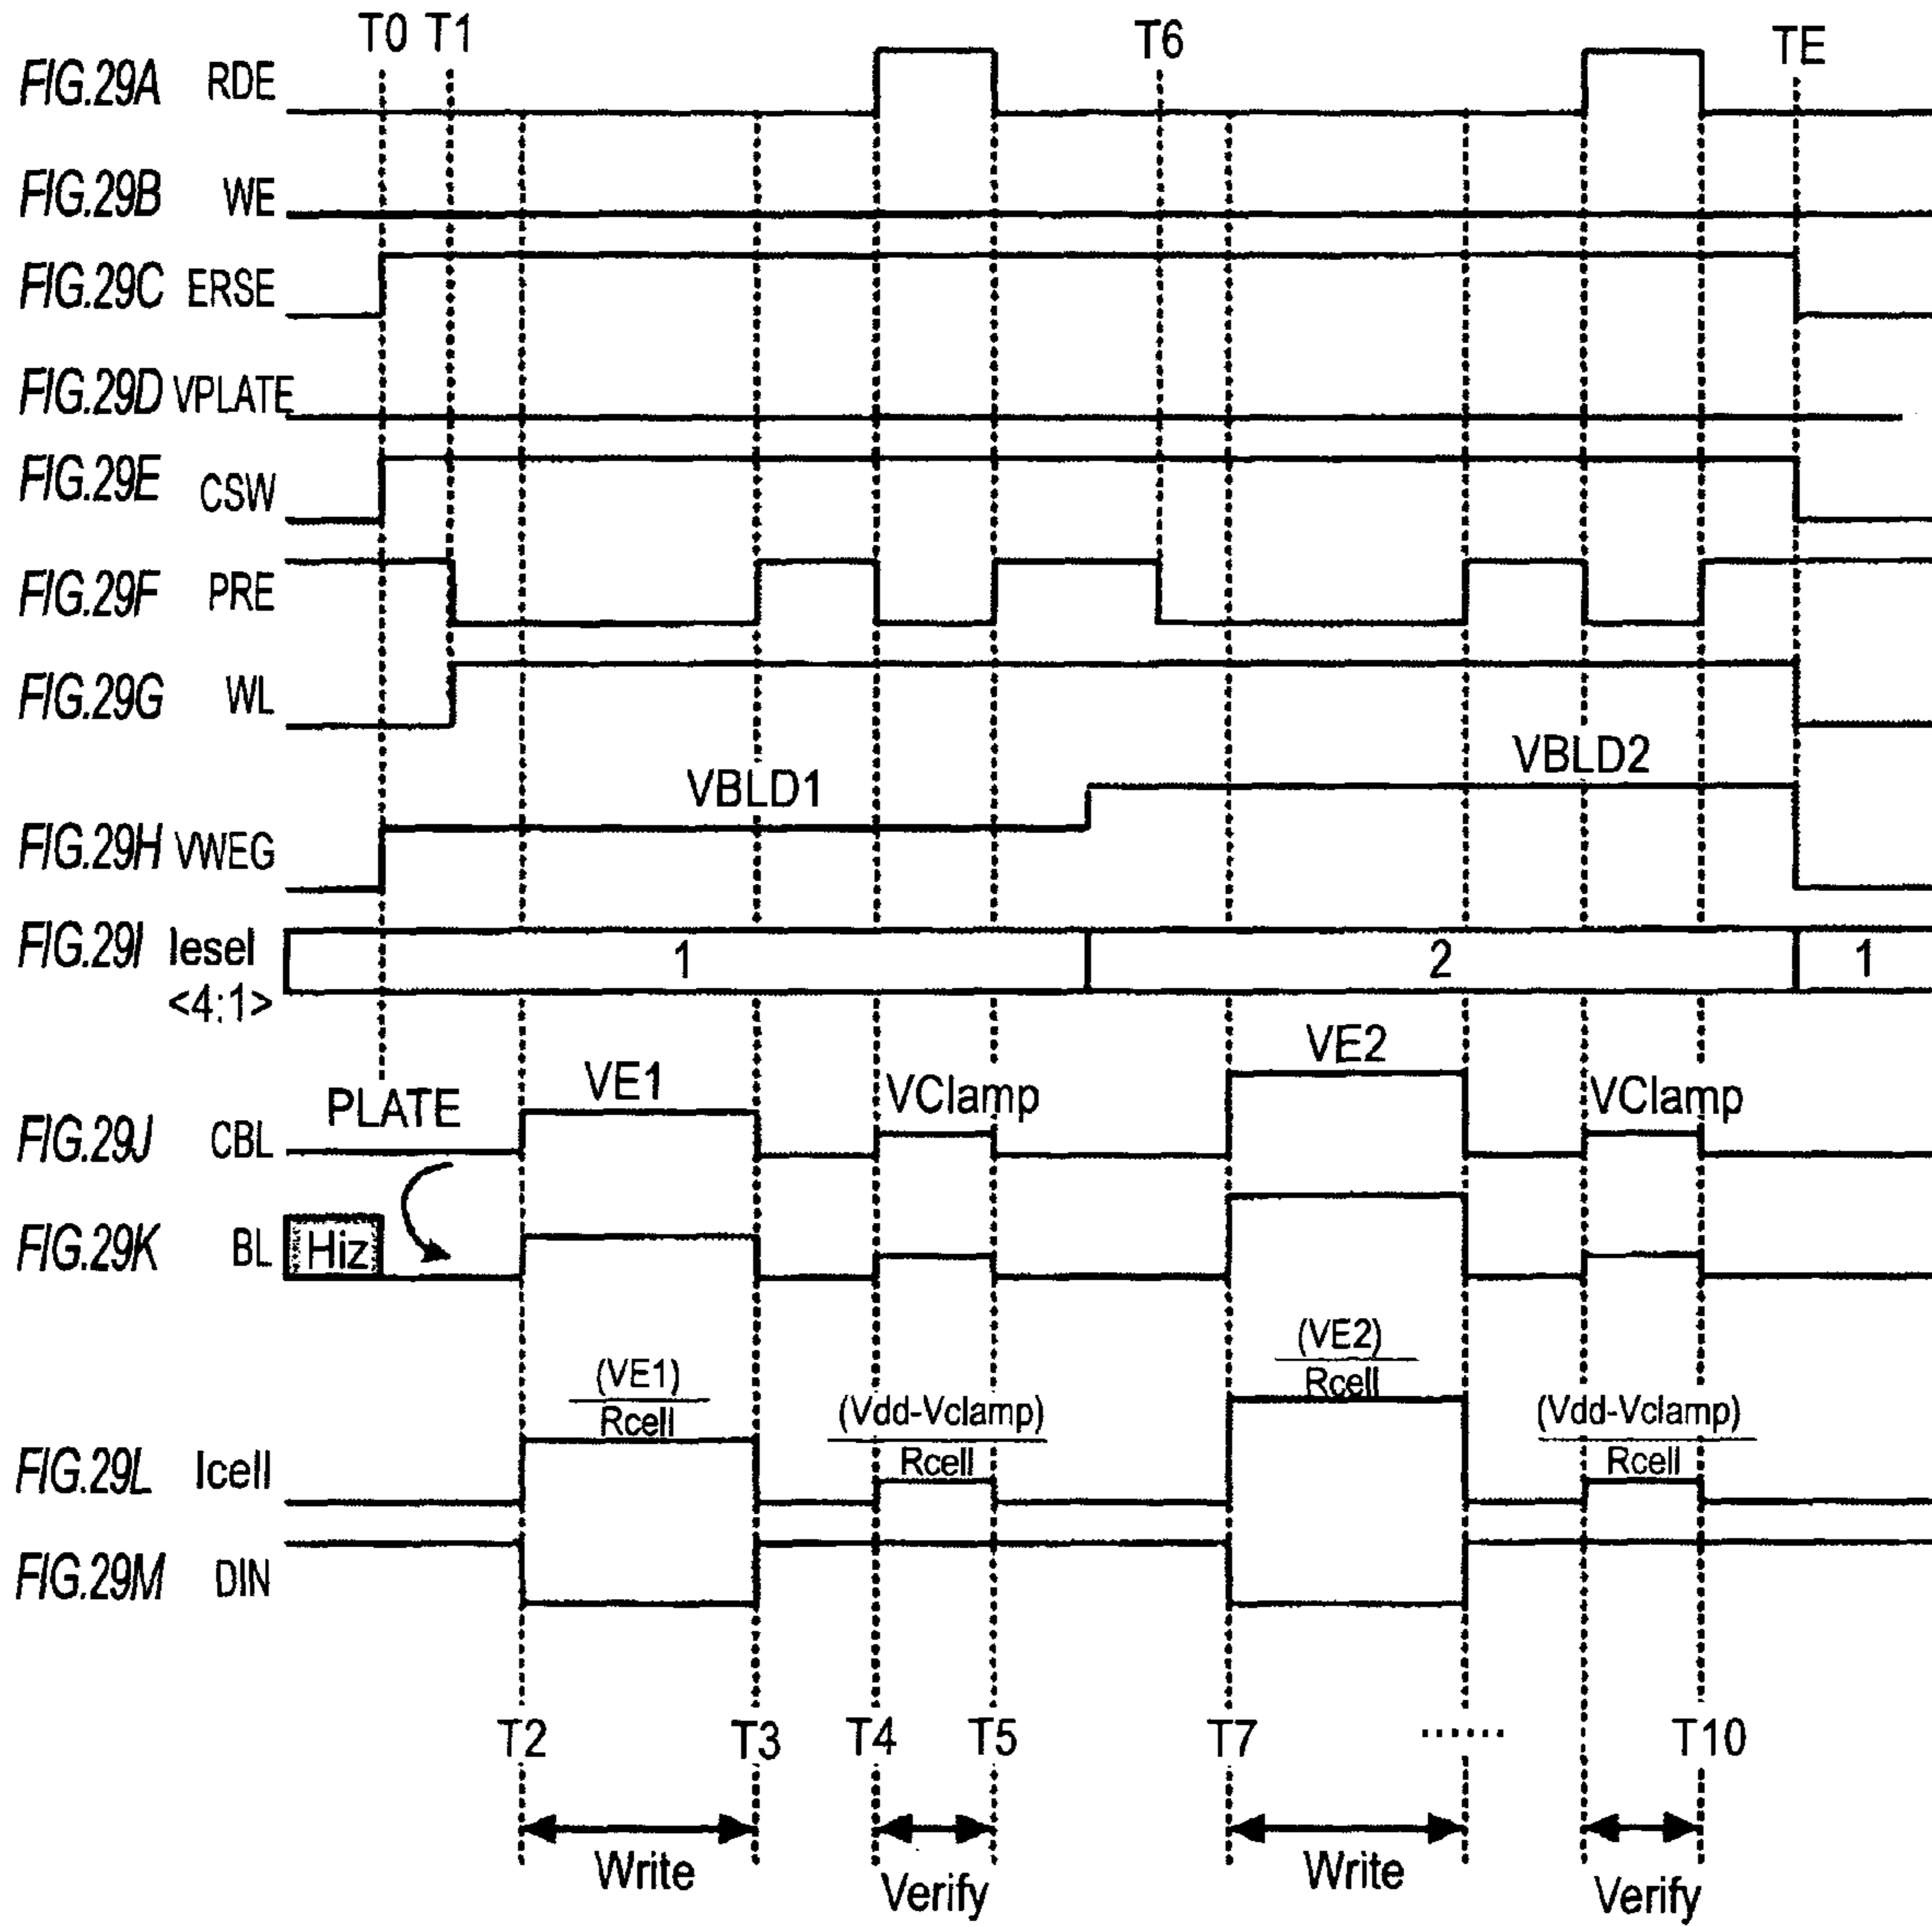 T0 T1 T6 TE
FIG.29A RDE
FIG.29B WE
FIG.29C ERSE
FIG.29D VPLATE
FIG.29E CSW
FIG.29F PRE
FIG.29G WL
VBLD1 VBLD2
FIG.29H VWEG
FIG.29I lesel 1 2 1
<4:1>
PLATE VE1 VClamp VE2 VClamp
FIG.29J CBL
FIG.29K BL Hiz
(VE1) (Vdd-Vclamp) (VE2) (Vdd-Vclamp)
Rcell Rcell Rcell Rcell
FIG.29L Icell
FIG.29M DIN
T2 T3 T4 T5 T7 ...... T10
Write Verify Write Verify